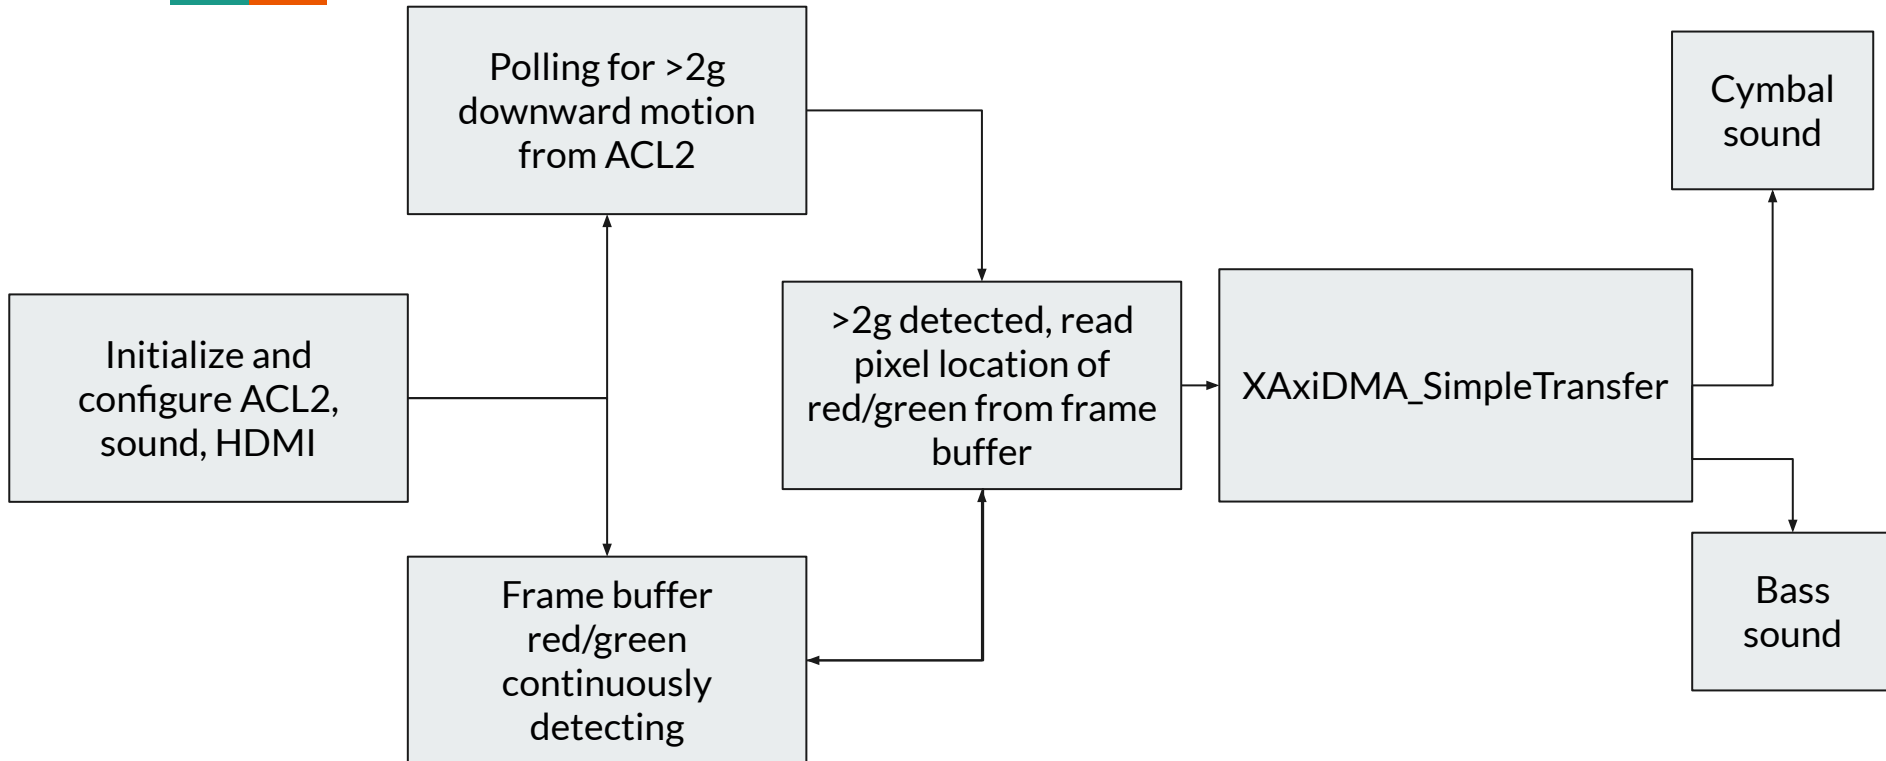 Polling for >2g
downward motion
from ACL2
Cymbal
sound
Initialize and
configure ACL2,
sound, HDMI
>2g detected, read
pixel location of
red/green from frame
buffer
XAxiDMA_SimpleTransfer
Frame buffer
red/green
continuously
detecting
Bass
sound